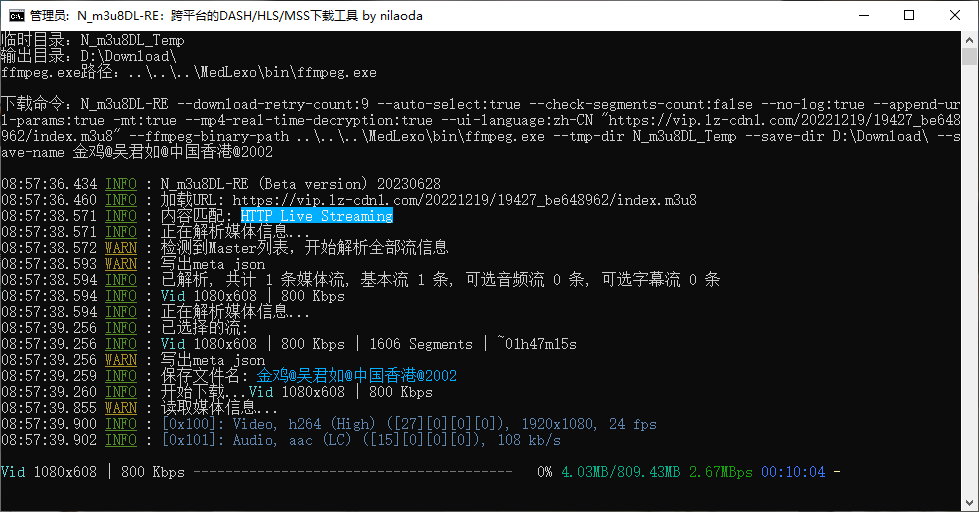 管理员: N_m3u8DL-RE：跨平台的DASH/HLS/MSS下载工具 by nilaoda
临时目录：N_m3u8DL_Temp
输出目录：D:\Download\
ffmpeg.exe路径：..\..\..\MedLexo\bin\ffmpeg.exe
下载命令：N_m3u8DL-RE --download-retry-count:9 --auto-select:true --check-segments-count:false --no-log:true --append-ur
l-params:true -mt:true --mp4-real-time-decryption:true --ui-language:zh-CN "https://vip.lz-cdn1.com/20221219/19427_be648
962/index.m3u8" --ffmpeg-binary-path ..\..\..\MedLexo\bin\ffmpeg.exe --tmp-dir N_m3u8DL_Temp --save-dir D:\Download\ --s
ave-name 金鸡@吴君如@中国香港@2002
08:57:36.434 INFO : N_m3u8DL-RE (Beta version) 20230628
08:57:36.460 INFO : 加载URL: https://vip.lz-cdn1.com/20221219/19427_be648962/index.m3u8
08:57:38.571 INFO : 内容匹配: HTTP Live Streaming
08:57:38.571 INFO : 正在解析媒体信息...
08:57:38.572 WARN : 检测到Master列表，开始解析全部流信息
08:57:38.593 WARN : 写出meta json
08:57:38.594 INFO : 已解析, 共计 1 条媒体流, 基本流 1 条, 可选音频流 0 条, 可选字幕流 0 条
08:57:38.594 INFO : Vid 1080x608 | 800 Kbps
08:57:38.594 INFO : 正在解析媒体信息...
08:57:39.256 INFO : 已选择的流:
08:57:39.256 INFO : Vid 1080x608 | 800 Kbps | 1606 Segments | ~01h47m15s
08:57:39.256 WARN : 写出meta json
08:57:39.259 INFO : 保存文件名: 金鸡@吴君如@中国香港@2002
08:57:39.260 INFO : 开始下载...Vid 1080x608 | 800 Kbps
08:57:39.855 WARN : 读取媒体信息...
08:57:39.900 INFO : [0x100]: Video, h264 (High) ([27][0][0][0]), 1920x1080, 24 fps
08:57:39.902 INFO : [0x101]: Audio, aac (LC) ([15][0][0][0]), 108 kb/s
Vid 1080x608 | 800 Kbps ---------------------------------------- 0% 4.03MB/809.43MB 2.67MBps 00:10:04 -